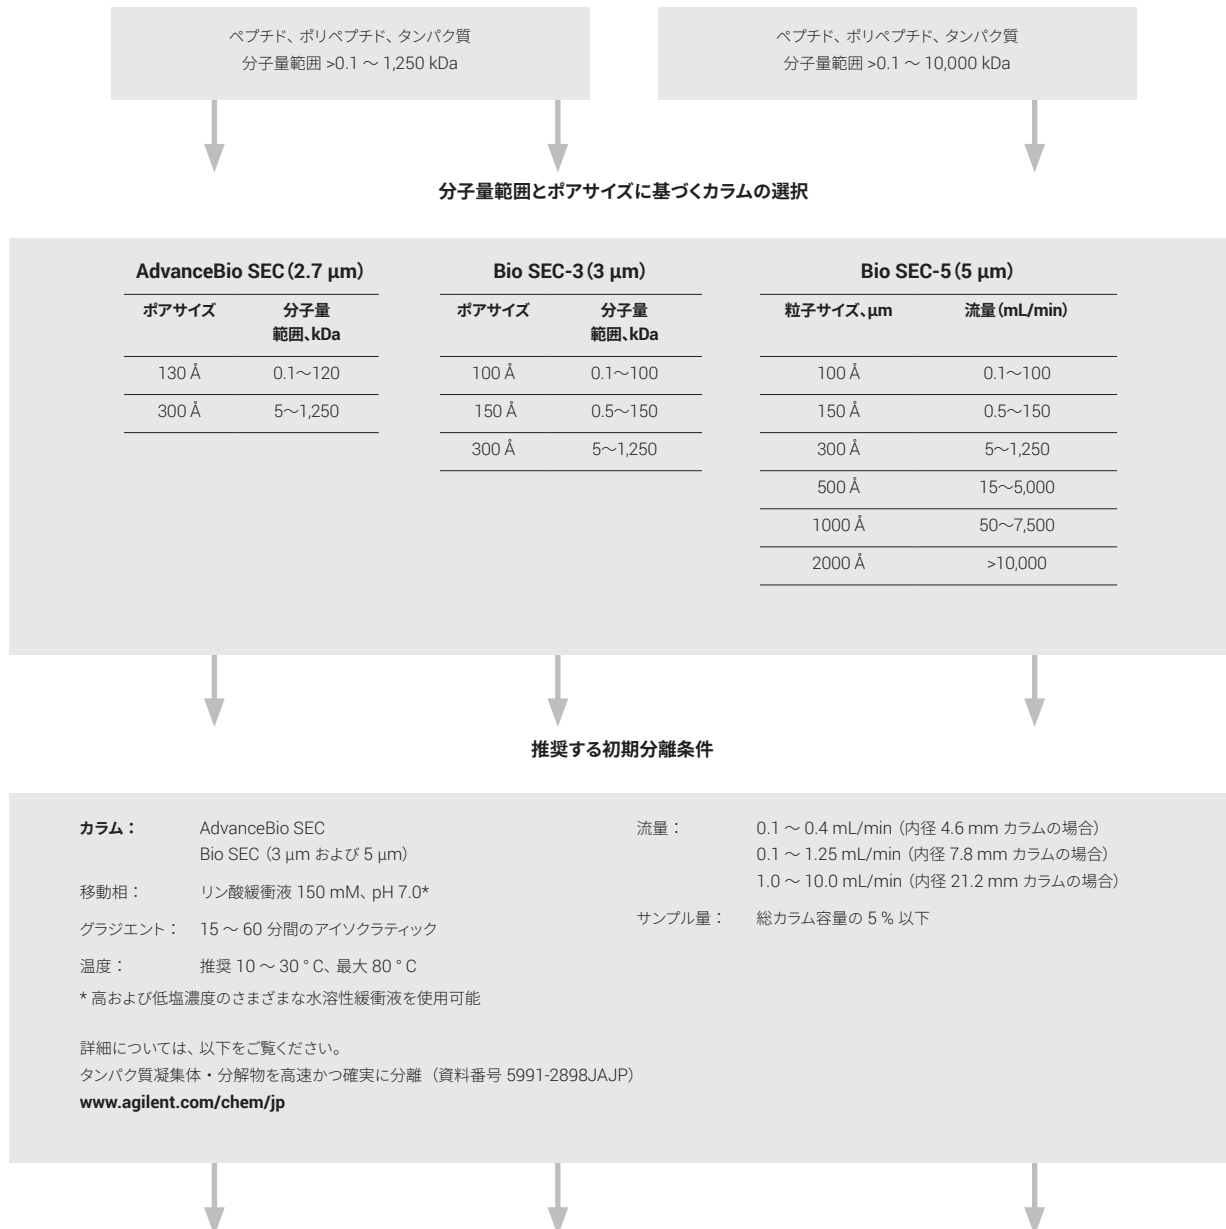 ペプチド、ポリペプチド、タンパク質
分子量範囲 >0.1 ～ 1,250 kDa
ペプチド、ポリペプチド、タンパク質
分子量範囲 >0.1 ～ 10,000 kDa
分子量範囲とポアサイズに基づくカラムの選択
AdvanceBio SEC（2.7 µm）
ポアサイズ 分子量
範囲、kDa
130 Å 0.1～120
300 Å 5～1,250
Bio SEC-3（3 µm）
ポアサイズ 分子量
範囲、kDa
100 Å 0.1～100
150 Å 0.5～150
300 Å 5～1,250
Bio SEC-5（5 µm）
粒子サイズ、µm 流量（mL/min）
100 Å 0.1～100
150 Å 0.5～150
300 Å 5～1,250
500 Å 15～5,000
1000 Å 50～7,500
2000 Å >10,000
推奨する初期分離条件
カラム： AdvanceBio SEC
Bio SEC（3 µm および 5 µm）
移動相： リン酸緩衝液 150 mM、pH 7.0*
グラジエント： 15 ～ 60 分間のアイソクラティック
温度： 推奨 10 ～ 30 ° C、最大 80 ° C
* 高および低塩濃度のさまざまな水溶性緩衝液を使用可能
流量： 0.1 ～ 0.4 mL/min（内径 4.6 mm カラムの場合）
0.1 ～ 1.25 mL/min（内径 7.8 mm カラムの場合）
1.0 ～ 10.0 mL/min（内径 21.2 mm カラムの場合）
サンプル量： 総カラム容量の 5 % 以下
詳細については、以下をご覧ください。
タンパク質凝集体・分解物を高速かつ確実に分離（資料番号 5991-2898JAJP）
www.agilent.com/chem/jp